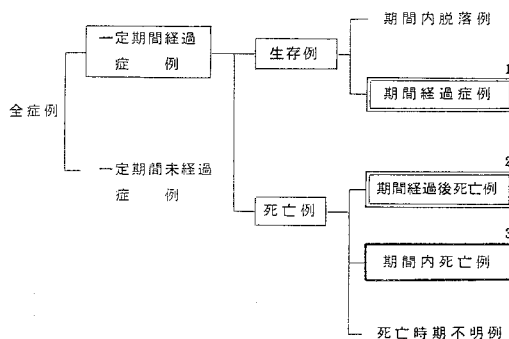 全症例
一定期間経過
症 例
一定期間未経過
症 例
生存例
死亡例
期間内脱落例
1
期間経過症例
2
期間経過後死亡例
3
期間内死亡例
死亡時期不明例